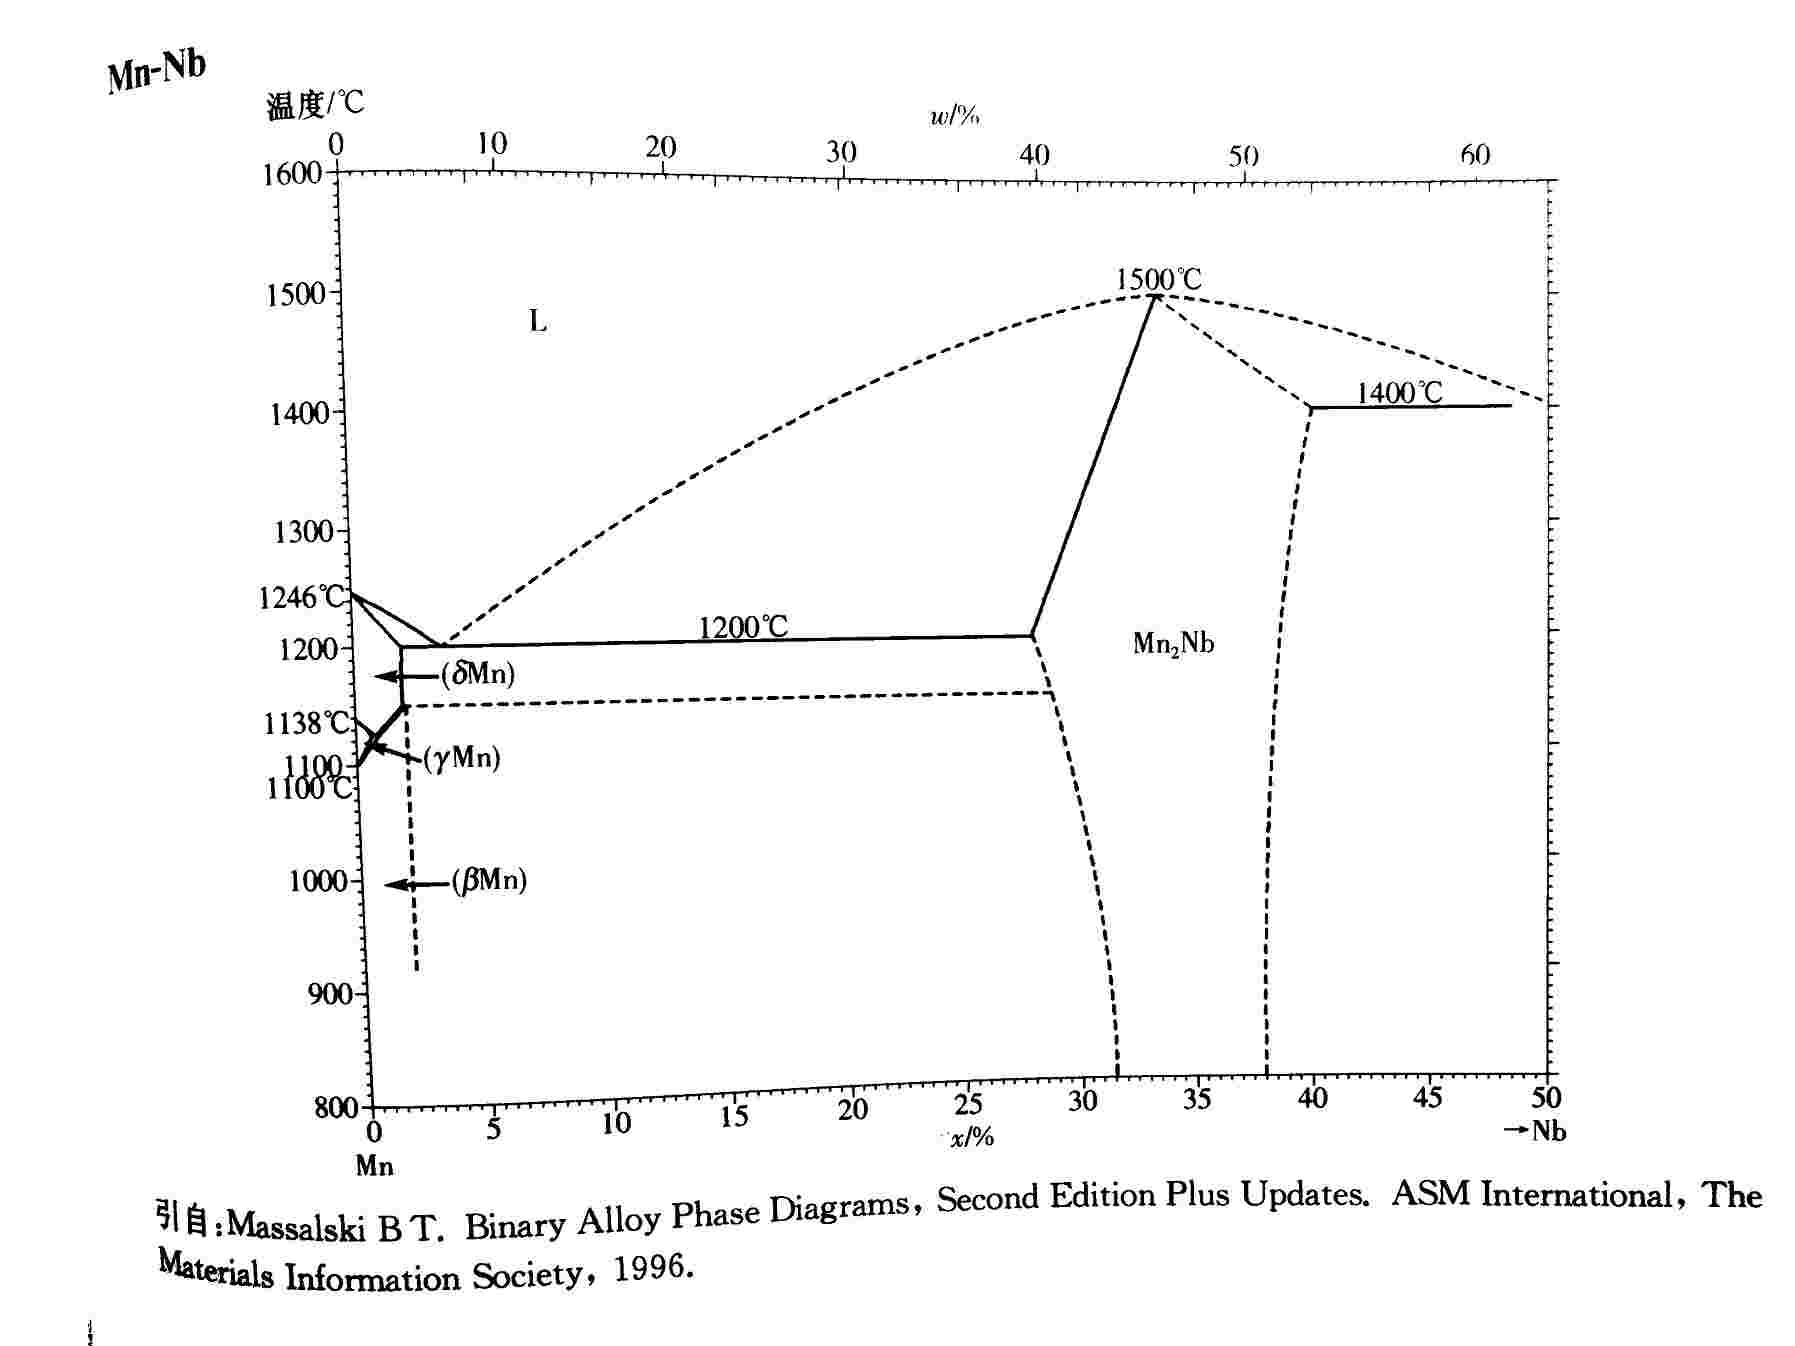 Mn-Nb
温度/℃
w/%
0 10 20 30 40 50 60
1600
1500℃
1500
L
1400℃
1400
1300
1246℃
1200℃
1200
Mn₂Nb
(δMn)
1138℃
(γMn)
1100
1100℃
1000
(βMn)
900
800
0 5 10 15 20 25 30 35 40 45 50
x/%
→Nb
Mn
引自:Massalski B T. Binary Alloy Phase Diagrams, Second Edition Plus Updates. ASM International, The
Materials Information Society, 1996.